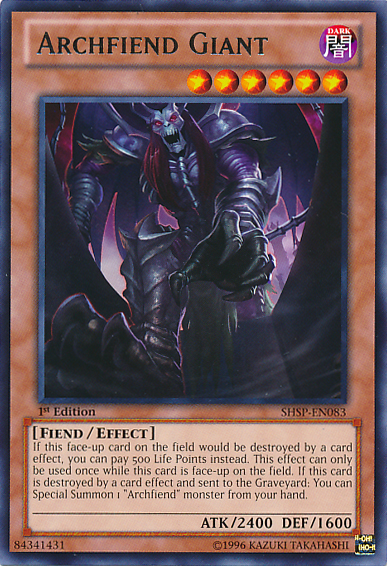 ARCHFIEND GIANT
DARK
闇
1st Edition
SHSP-EN083
[FIEND/EFFECT]
If this face-up card on the field would be destroyed by a card
effect, you can pay 500 Life Points instead. This effect can only
be used once while this card is face-up on the field. If this card
is destroyed by a card effect and sent to the Graveyard: You can
Special Summon 1 "Archfiend" monster from your hand.
ATK/2400 DEF/1600
84341431
©1996 KAZUKI TAKAHASHI